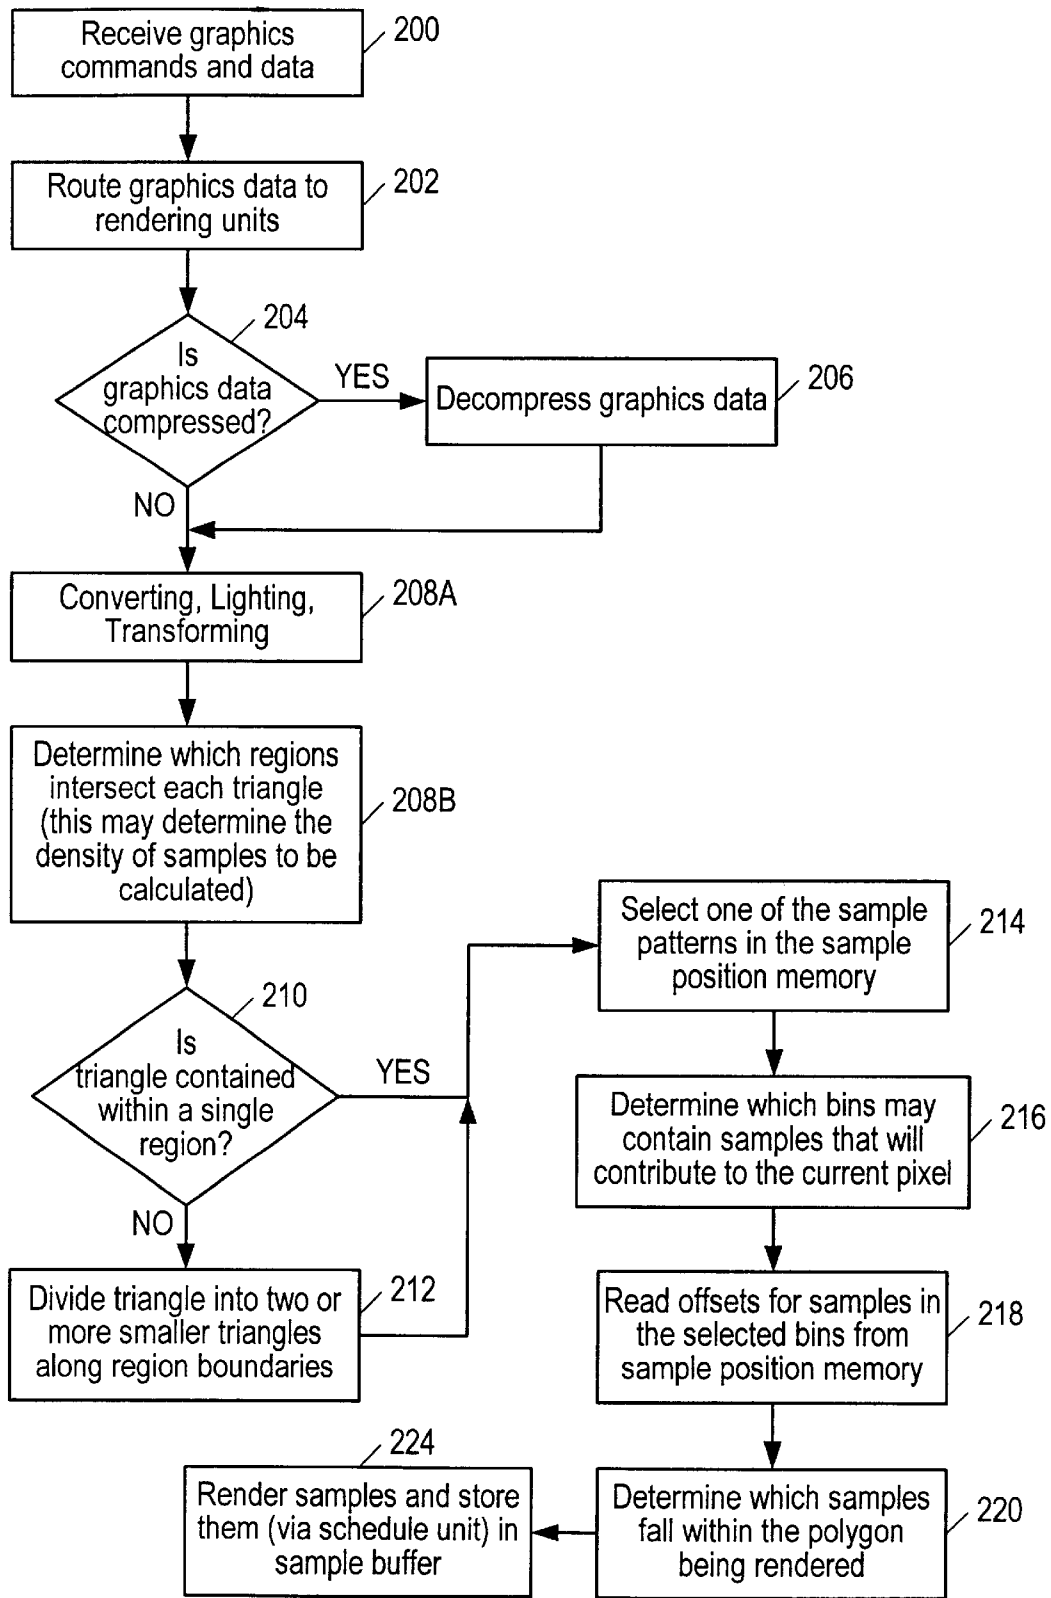 Receive graphics
commands and data
200
Route graphics data to
rendering units
202
204
Is
graphics data
compressed?
YES
Decompress graphics data
206
NO
Converting, Lighting,
Transforming
208A
Determine which regions
intersect each triangle
(this may determine the
density of samples to be
calculated)
208B
210
Is
triangle contained
within a single
region?
YES
NO
Divide triangle into two or
more smaller triangles
along region boundaries
212
Select one of the sample
patterns in the sample
position memory
214
Determine which bins may
contain samples that will
contribute to the current pixel
216
Read offsets for samples in
the selected bins from
sample position memory
218
Determine which samples
fall within the polygon
being rendered
220
224
Render samples and store
them (via schedule unit) in
sample buffer